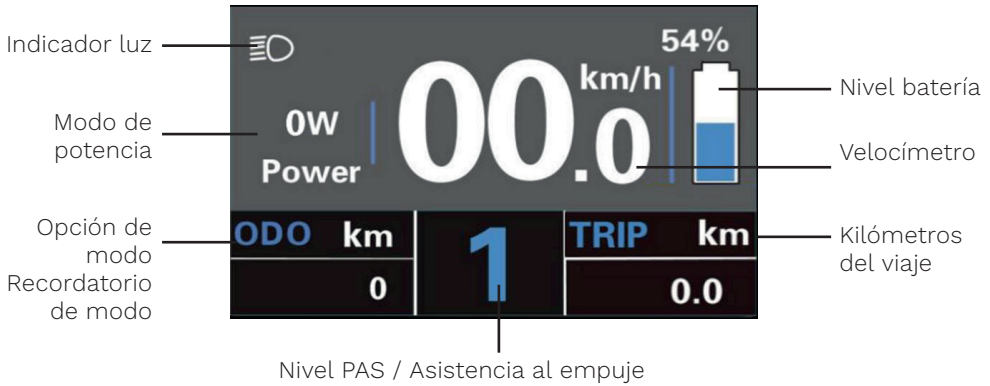 Indicador luz
Modo de
potencia
Opción de
modo
Recordatorio
de modo
54%
km/h
0W
Power
00.0
ODO km
0
1
TRIP km
0.0
Nivel batería
Velocímetro
Kilómetros
del viaje
Nivel PAS / Asistencia al empuje